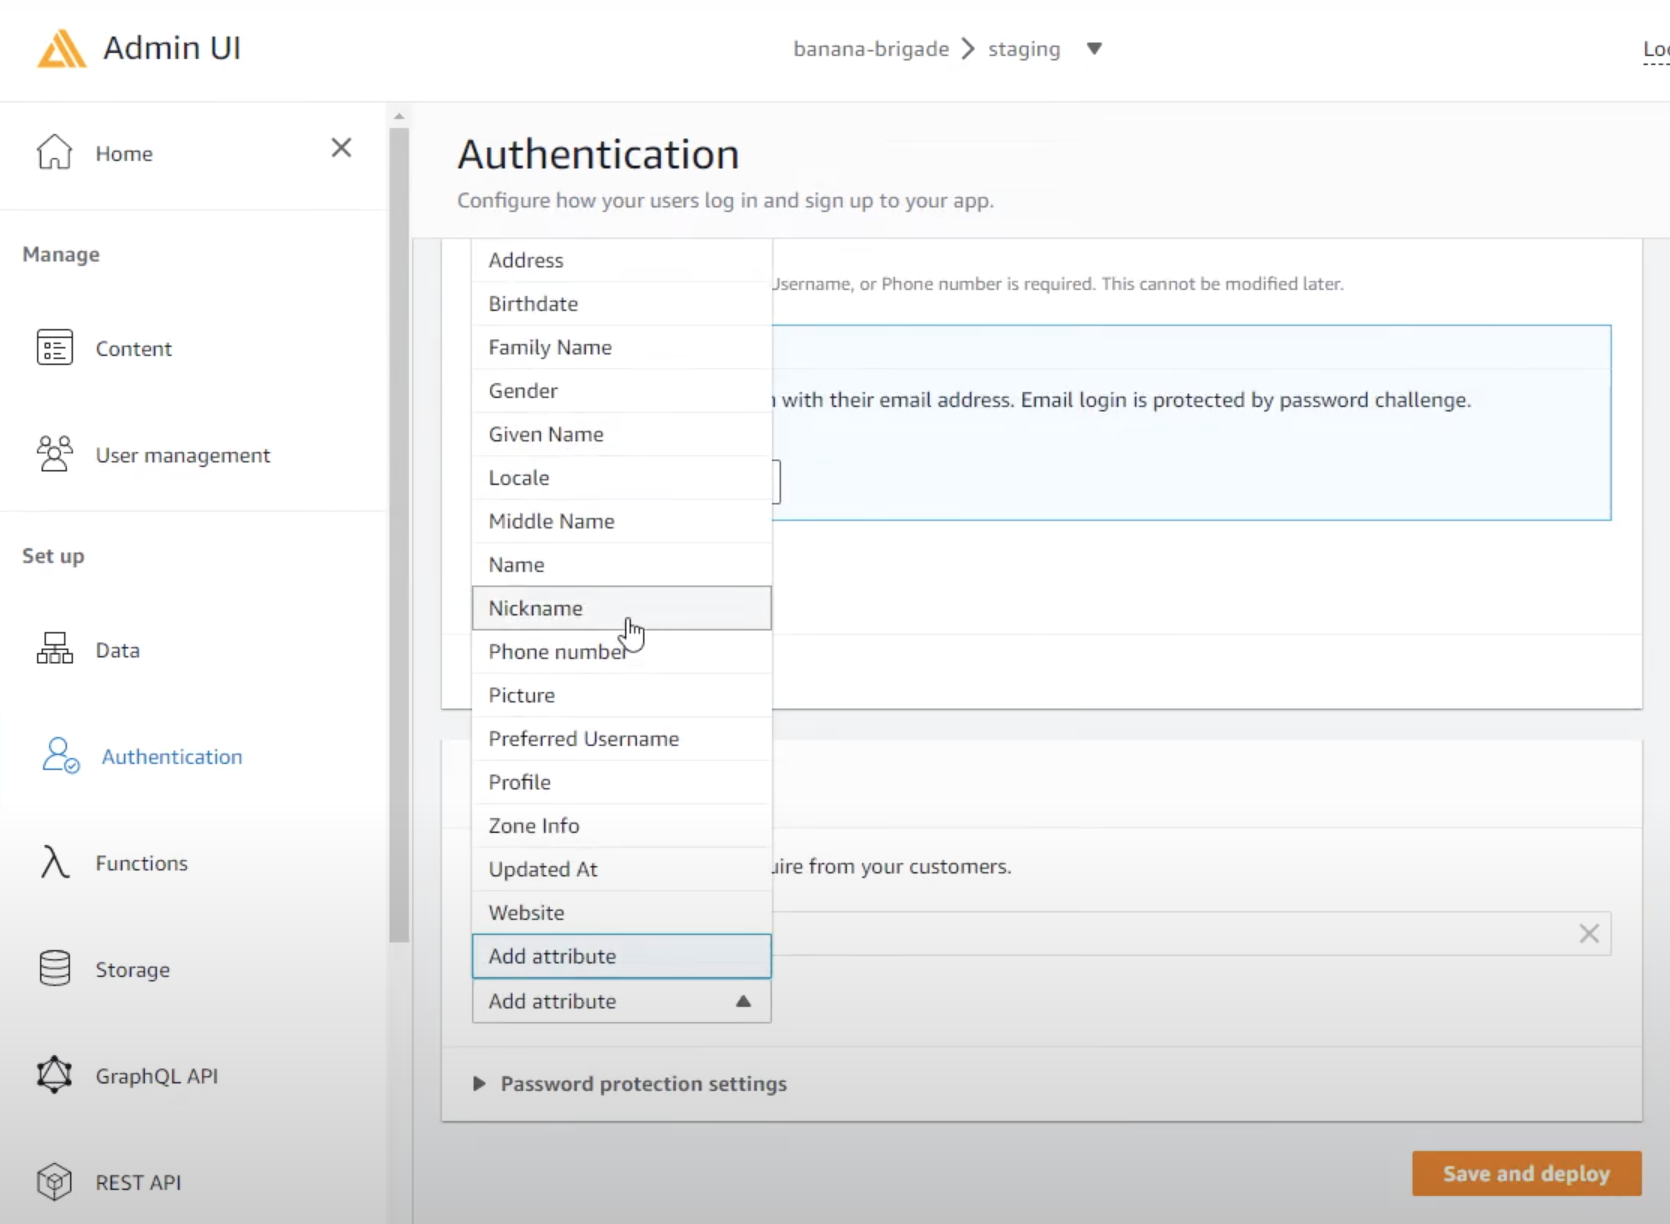 Admin UI
banana-brigade > staging
Home
Manage
Content
User management
Set up
Data
Authentication
Functions
Storage
GraphQL API
REST API
Authentication
Configure how your users log in and sign up to your app.
Address
Birthdate
Family Name
Gender
Given Name
Locale
Middle Name
Name
Nickname
Phone number
Picture
Preferred Username
Profile
Zone Info
Updated At
Website
Add attribute
Add attribute
or Phone number is required. This cannot be modified later.
with their email address. Email login is protected by password challenge.
from your customers.
Password protection settings
Save and deploy